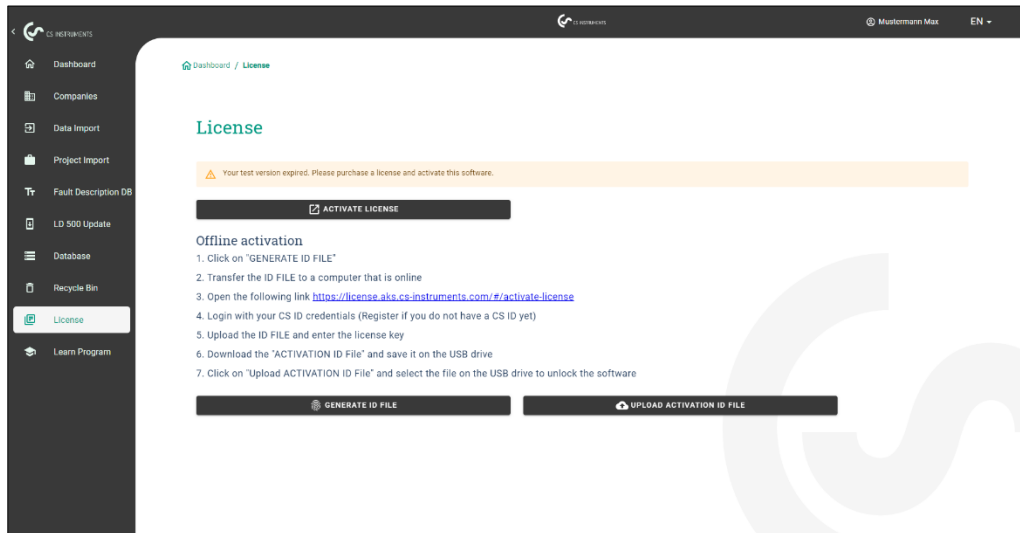 CS INSTRUMENTS
CS INSTRUMENTS
Mustermann Max
EN
Dashboard
Companies
Data Import
Project Import
Fault Description DB
LD 500 Update
Database
Recycle Bin
License
Learn Program
Dashboard / License
License
Your test version expired. Please purchase a license and activate this software.
ACTIVATE LICENSE
Offline activation
1. Click on "GENERATE ID FILE"
2. Transfer the ID FILE to a computer that is online
3. Open the following link https://license.aks.cs-instruments.com/#/activate-license
4. Login with your CS ID credentials (Register if you do not have a CS ID yet)
5. Upload the ID FILE and enter the license key
6. Download the "ACTIVATION ID File" and save it on the USB drive
7. Click on "Upload ACTIVATION ID File" and select the file on the USB drive to unlock the software
GENERATE ID FILE
UPLOAD ACTIVATION ID FILE